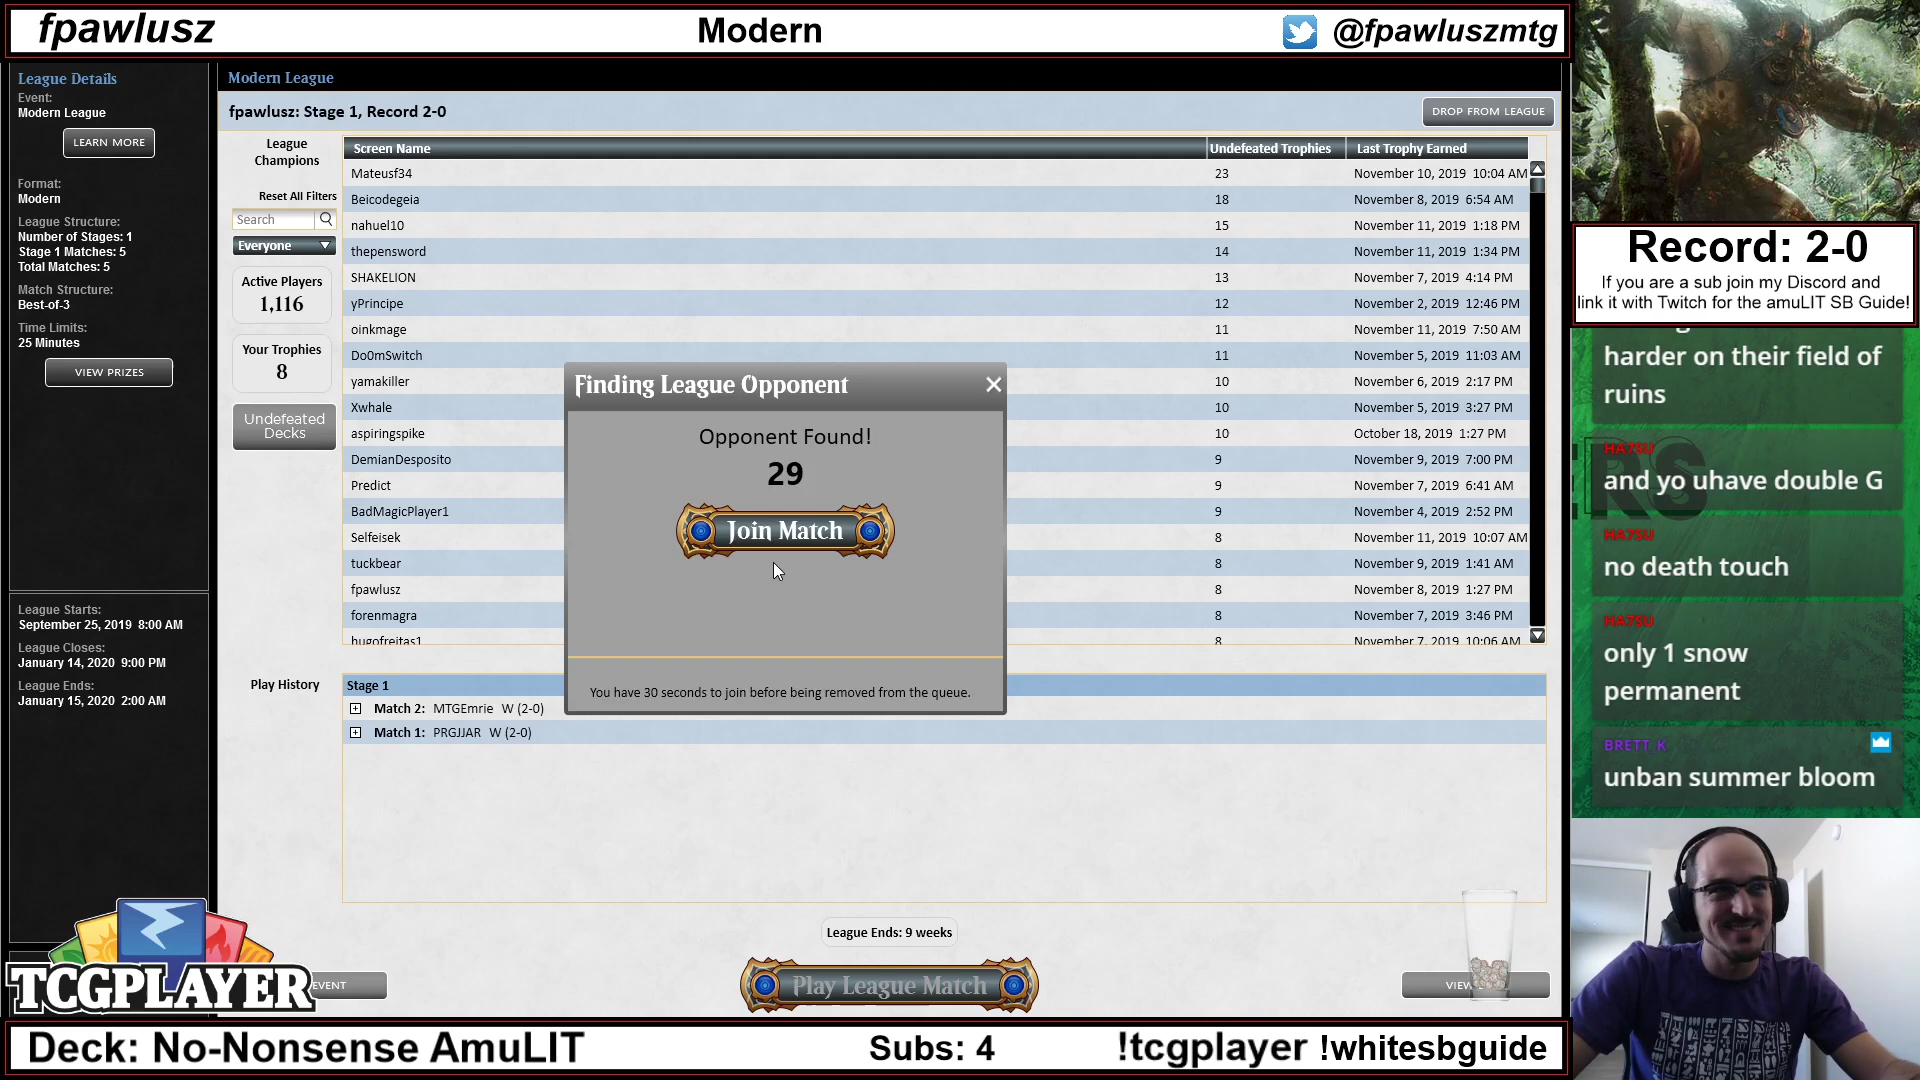 fpawlusz
Modern
@fpawluszmtg
League Details
Event:
Modern League
LEARN MORE
Format:
Modern
League Structure:
Number of Stages: 1
Stage 1 Matches: 5
Total Matches: 5
Match Structure:
Best-of-3
Time Limits:
25 Minutes
VIEW PRIZES
League Starts:
September 25, 2019 8:00 AM
League Closes:
January 14, 2020 9:00 PM
League Ends:
January 15, 2020 2:00 AM
Modern League
fpawlusz: Stage 1, Record 2-0
DROP FROM LEAGUE
League
Champions
Reset All Filters
Search
Everyone
Active Players
1,116
Your Trophies
8
Undefeated
Decks
Screen Name Undefeated Trophies Last Trophy Earned
Mateusf34 23 November 10, 2019 10:04 AM
Beicodegeia 18 November 8, 2019 6:54 AM
nahuel10 15 November 11, 2019 1:18 PM
thepensword 14 November 11, 2019 1:34 PM
SHAKELION 13 November 7, 2019 4:14 PM
yPrincipe 12 November 2, 2019 12:46 PM
oinkmage 11 November 11, 2019 7:50 AM
Do0mSwitch 11 November 5, 2019 11:03 AM
yamakiller 10 November 6, 2019 2:17 PM
Xwhale 10 November 5, 2019 3:27 PM
aspiringspike 10 October 18, 2019 1:27 PM
DemianDesposito 9 November 9, 2019 7:00 PM
Predict 9 November 7, 2019 6:41 AM
BadMagicPlayer1 9 November 4, 2019 2:52 PM
Selfeisek 8 November 11, 2019 10:07 AM
tuckbear 8 November 9, 2019 1:41 AM
fpawlusz 8 November 8, 2019 1:27 PM
forenmagra 8 November 7, 2019 3:46 PM
hugofreitas1 8 November 7, 2019 10:06 AM
Finding League Opponent
Opponent Found!
29
Join Match
You have 30 seconds to join before being removed from the queue.
Play History
Stage 1
Match 2: MTGEmrie W (2-0)
Match 1: PRGJJAR W (2-0)
League Ends: 9 weeks
EVENT
Play League Match
VIEW
TCGPLAYER
Record: 2-0
If you are a sub join my Discord and
link it with Twitch for the amuLIT SB Guide!
harder on their field of
ruins
HA7SU
and yo uhave double G
HA7SU
no death touch
HA7SU
only 1 snow
permanent
BRETT K
unban summer bloom
Deck: No-Nonsense AmuLIT
Subs: 4
!tcgplayer !whitesbguide